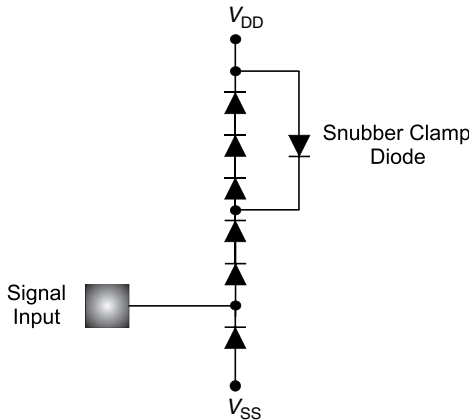 VDD
Snubber Clamp
Diode
Signal
Input
VSS